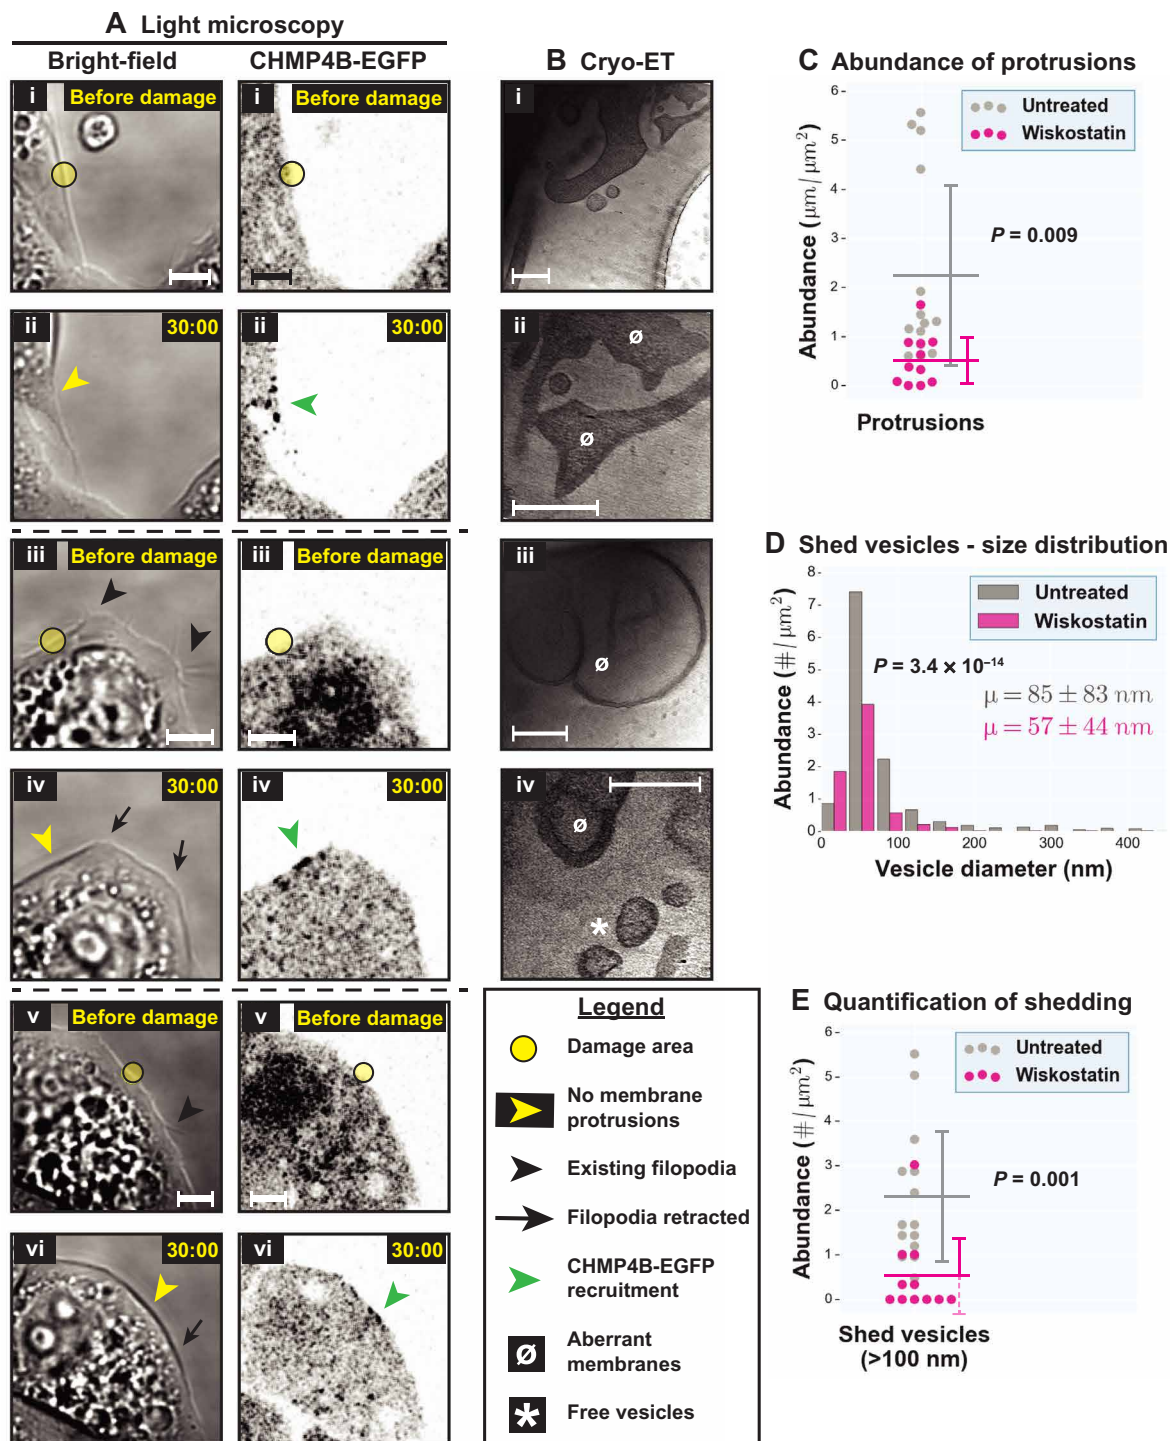 A Light microscopy
Bright-field
CHMP4B-EGFP
i Before damage
i Before damage
ii 30:00
ii 30:00
iii Before damage
iii Before damage
iv 30:00
iv 30:00
v Before damage
v Before damage
vi 30:00
vi 30:00
B Cryo-ET
i
ii
ø
ø
iii
ø
iv
ø
*
Legend
Damage area
No membrane
protrusions
Existing filopodia
Filopodia retracted
CHMP4B-EGFP
recruitment
ø Aberrant
membranes
* Free vesicles
C Abundance of protrusions
Abundance (μm/μm²)
6
5
4
3
2
1
0
Untreated
Wiskostatin
P = 0.009
Protrusions
D Shed vesicles - size distribution
Abundance (#/μm²)
8
7
6
5
4
3
2
1
0
Untreated
Wiskostatin
P = 3.4 × 10⁻¹⁴
μ = 85 ± 83 nm
μ = 57 ± 44 nm
0 100 200 300 400
Vesicle diameter (nm)
E Quantification of shedding
Abundance (#/μm²)
6
5
4
3
2
1
0
Untreated
Wiskostatin
P = 0.001
Shed vesicles
(>100 nm)